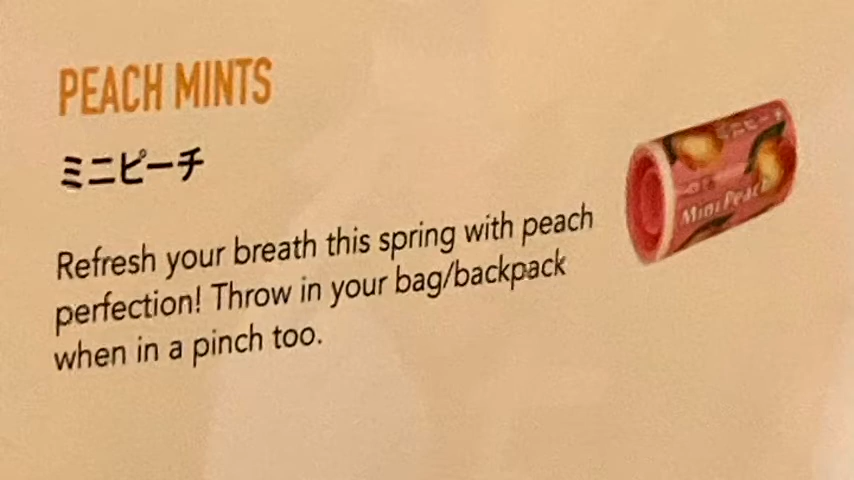 PEACH MINTS
ミニピーチ
Refresh your breath this spring with peach
perfection! Throw in your bag/backpack
when in a pinch too.
Mini Peach